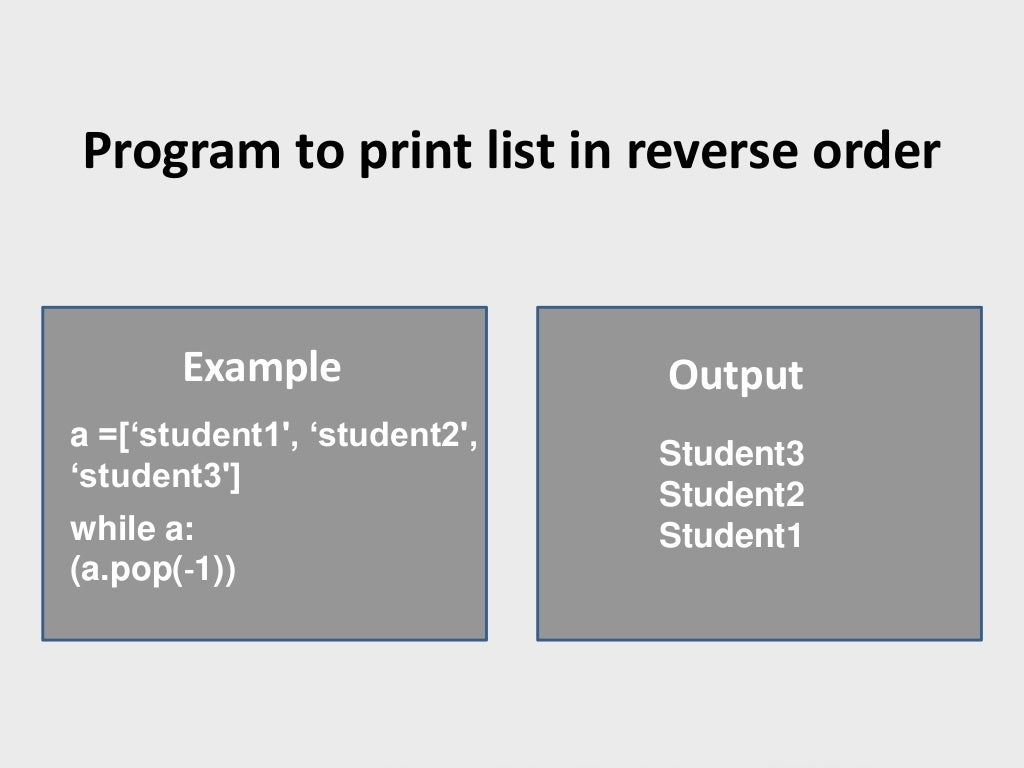 Program to print list in reverse order
Example
a =[‘student1', ‘student2',
‘student3']
while a:
(a.pop(-1))
Output
Student3
Student2
Student1